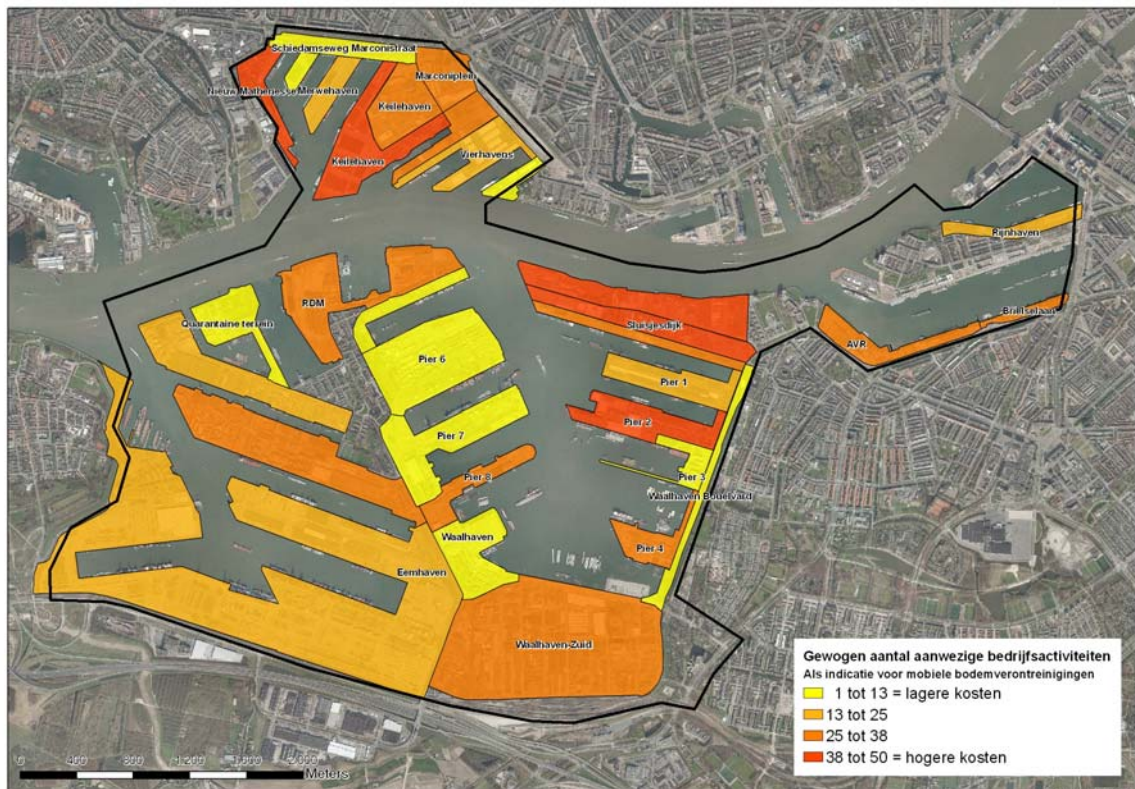 Schiedamseweg Marconistraat
Marconiplein
Nieuw Mathenesse
Merwehaven
Keilehaven
Keilehaven
Vierhavens
Rijnhaven
Brielselaan
AVR
Quarantaine terrein
RDM
Sluisjesdijk
Pier 6
Pier 1
Pier 2
Pier 7
Pier 3
Pier 8
Waalhaven Bouelvard
Waalhaven
Pier 4
Eemhaven
Waalhaven-Zuid
Gewogen aantal aanwezige bedrijfsactiviteiten
Als indicatie voor mobiele bodemverontreinigingen
1 tot 13 = lagere kosten
13 tot 25
25 tot 38
38 tot 50 = hogere kosten
0 400 800 1.200 1.600 2.000
Meters